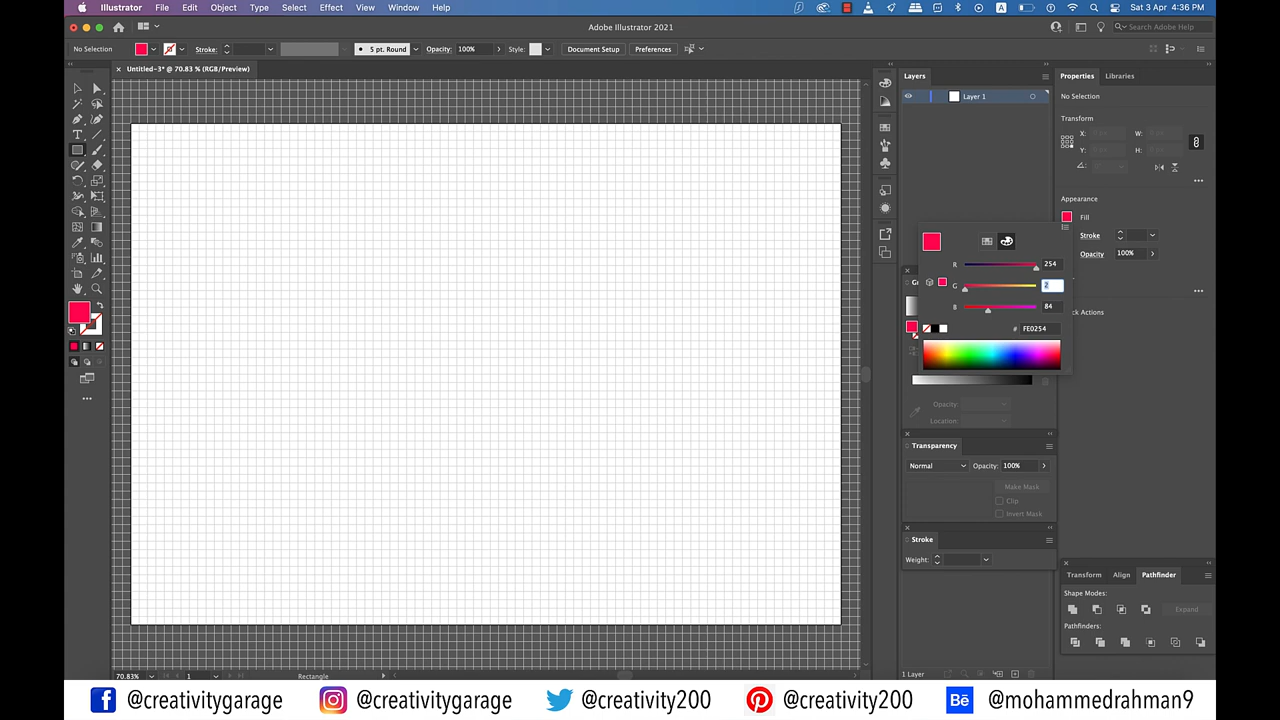 Illustrator File Edit Object Type Select Effect View Window Help
Sat 3 Apr 4:36 PM
Adobe Illustrator 2021
Search Adobe Help
No Selection
Stroke:
5 pt. Round
Opacity: 100%
Style:
Document Setup
Preferences
Untitled-3* @ 70.83 % (RGB/Preview)
Layers
Layer 1
Properties Libraries
No Selection
Transform
X:
W:
Y:
H:
Appearance
Fill
Stroke
Opacity 100%
R 254
G 2
B 84
# FE0254
Opacity:
Location:
Transparency
Normal Opacity: 100%
Make Mask
Clip
Invert Mask
Stroke
Weight:
Transform Align Pathfinder
Shape Modes:
Expand
Pathfinders:
70.83% 1 Rectangle
1 Layer
@creativitygarage @creativitygarage @creativity200 @creativity200 Bē @mohammedrahman9